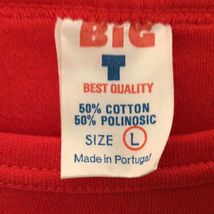 BIG
T
BEST QUALITY
50% COTTON
50% POLINOSIC
SIZE L
Made in Portugal